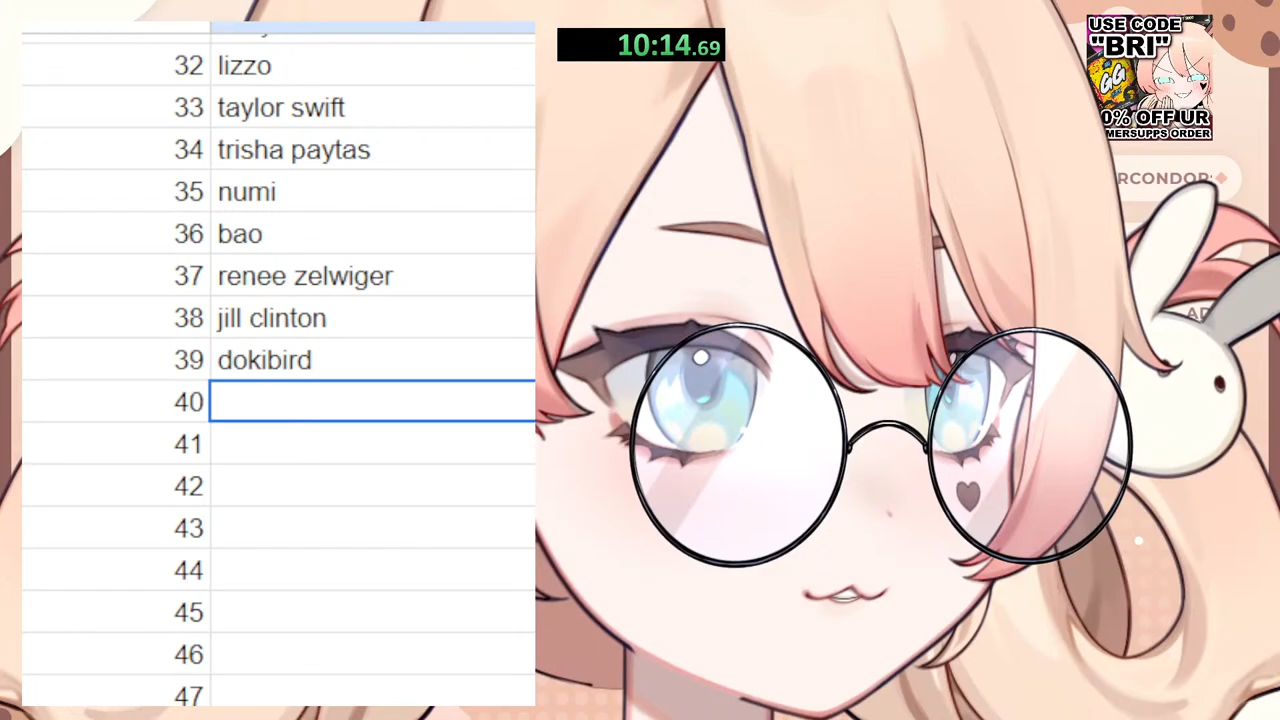 32 lizzo
33 taylor swift
34 trisha paytas
35 numi
36 bao
37 renee zelwiger
38 jill clinton
39 dokibird
40
41
42
43
44
45
46
47
10:14.69
USE CODE
"BRI"
GG
0% OFF UR
MERSUPPS ORDER
RCONDOR